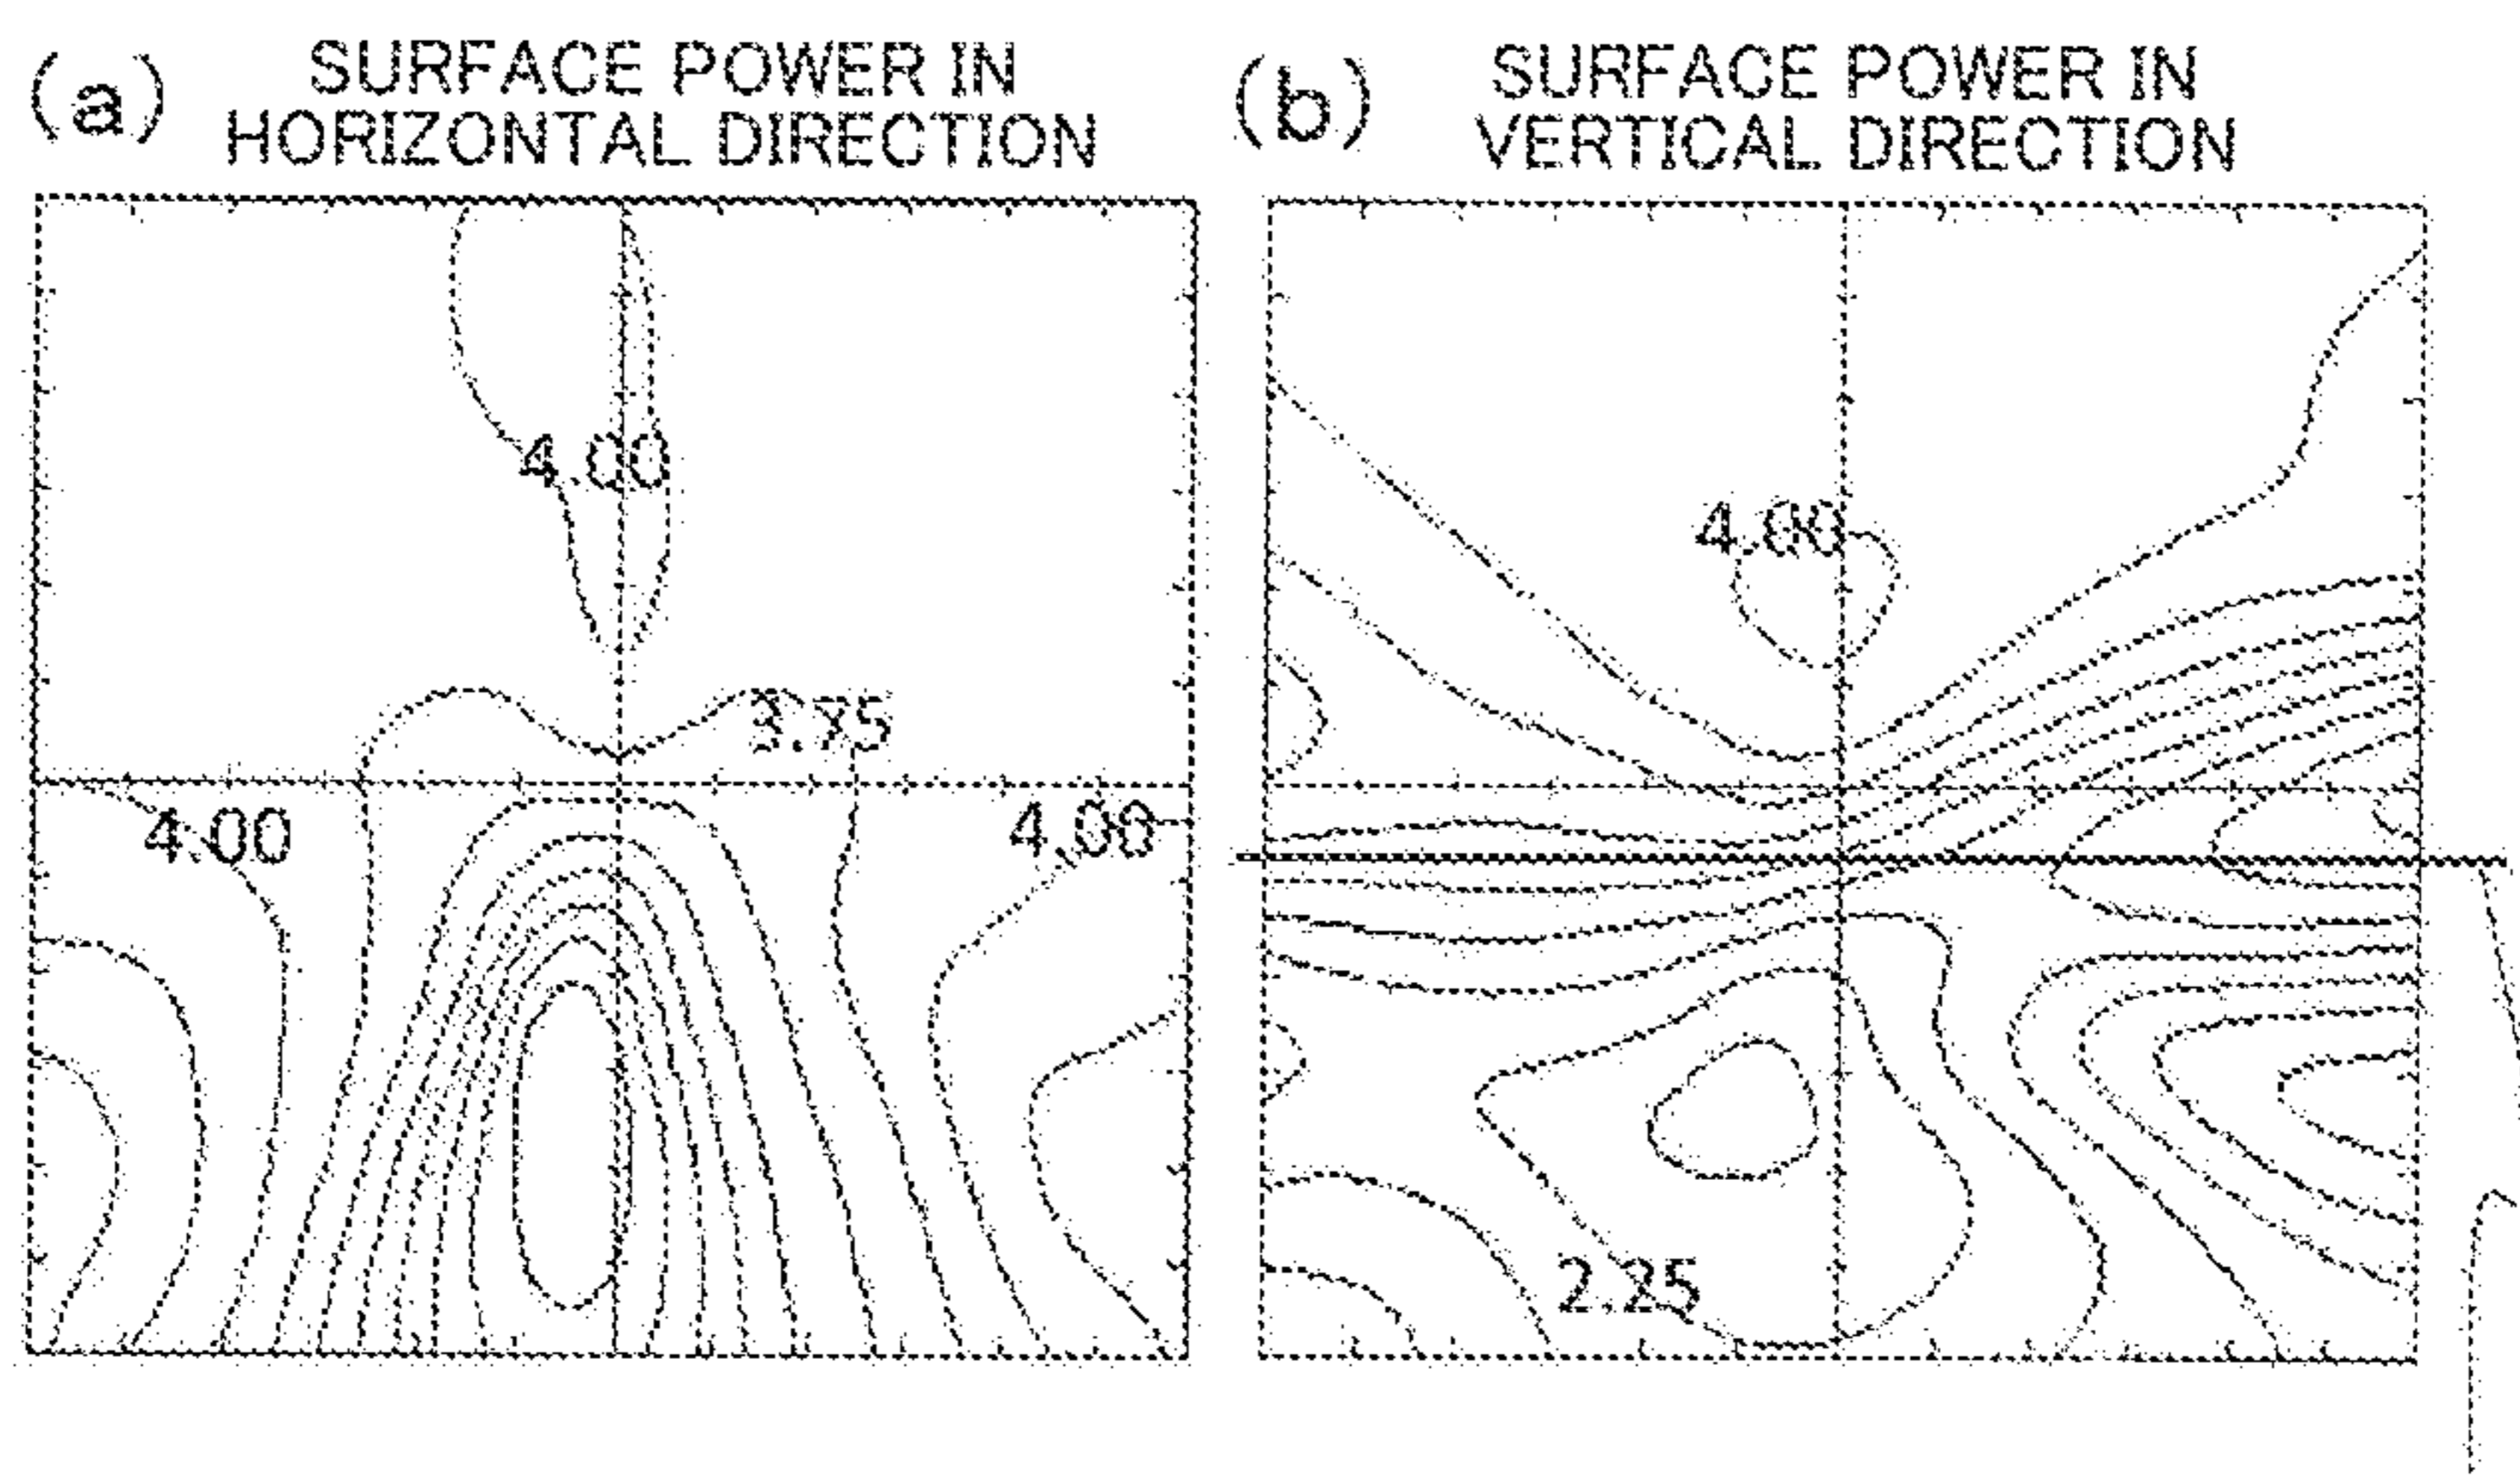 (a) SURFACE POWER IN
HORIZONTAL DIRECTION
4.00
3.75
4.00
4.00
(b) SURFACE POWER IN
VERTICAL DIRECTION
4.00
2.25